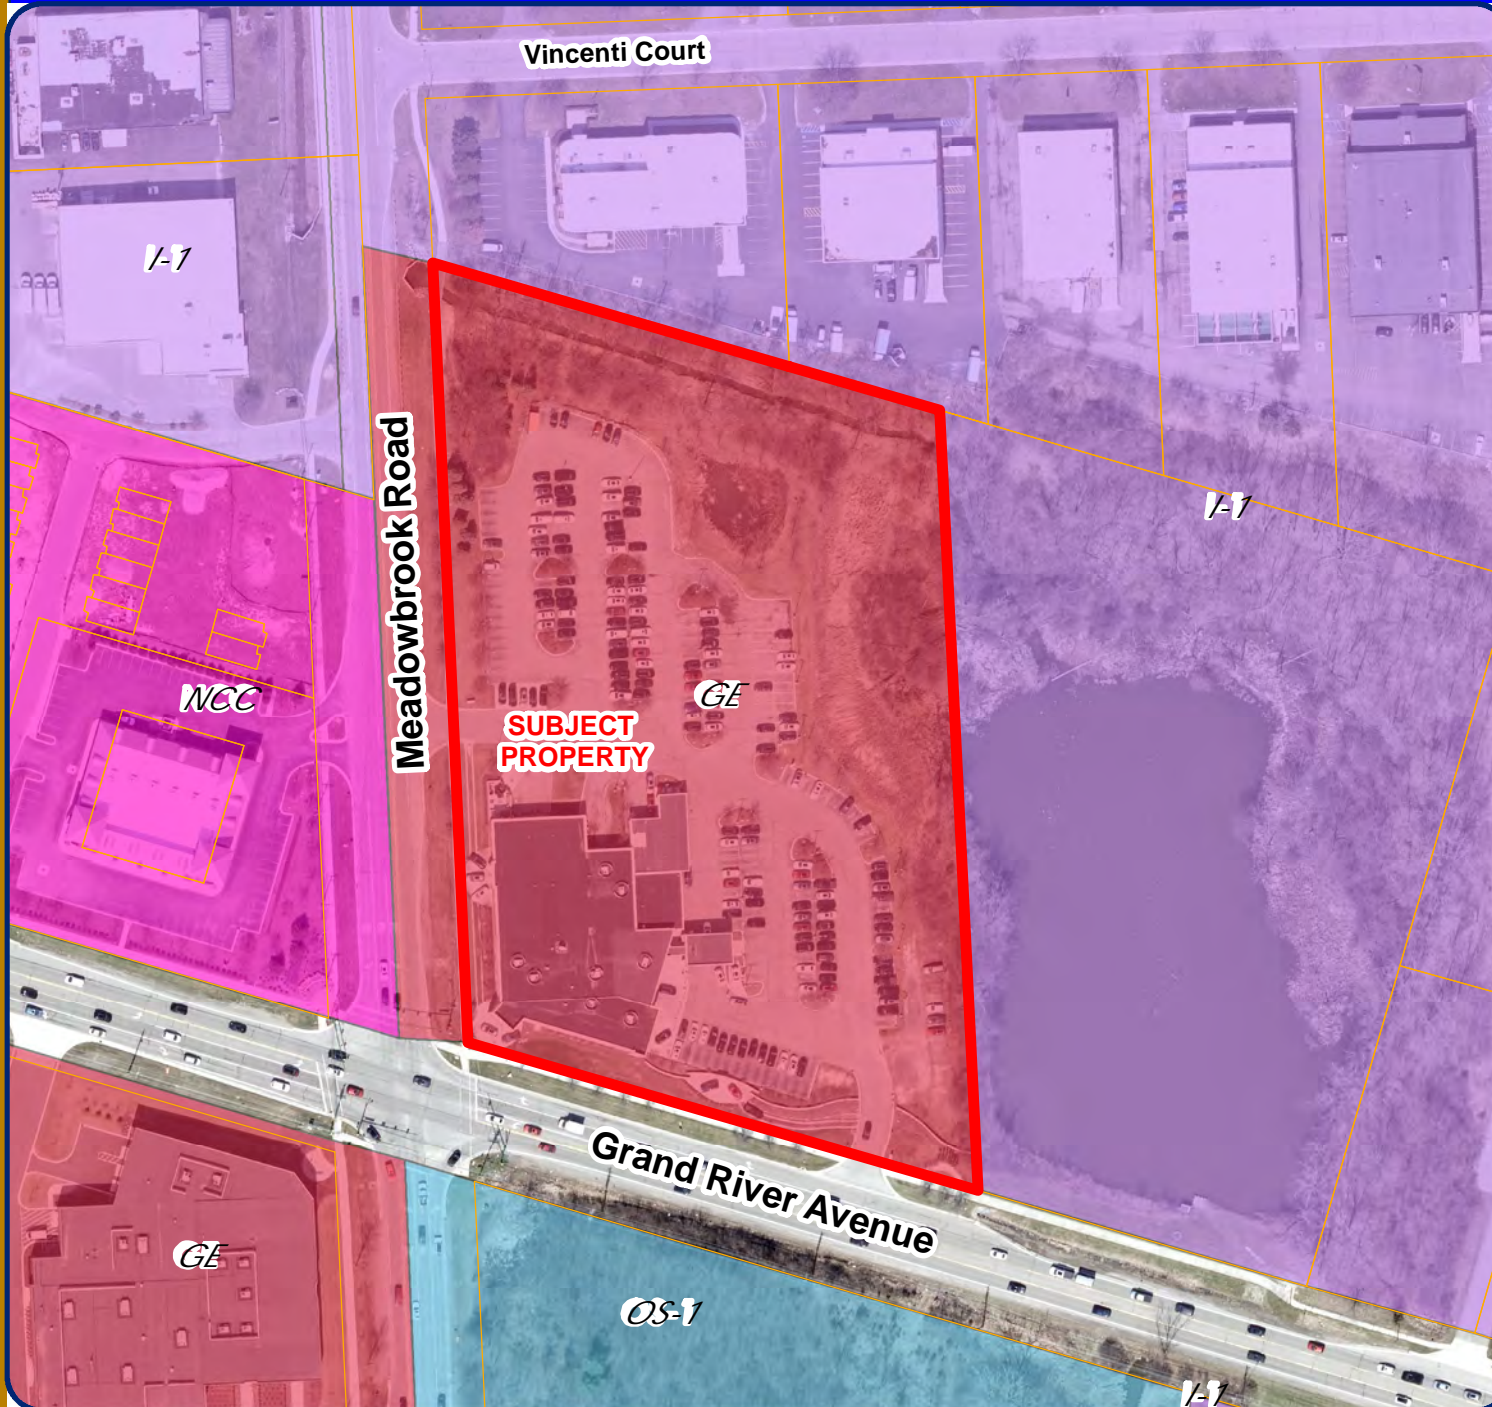 Vincenti Court
I-1
Meadowbrook Road
I-1
NCC
GE
SUBJECT
PROPERTY
Grand River Avenue
GE
OS-1
I-1